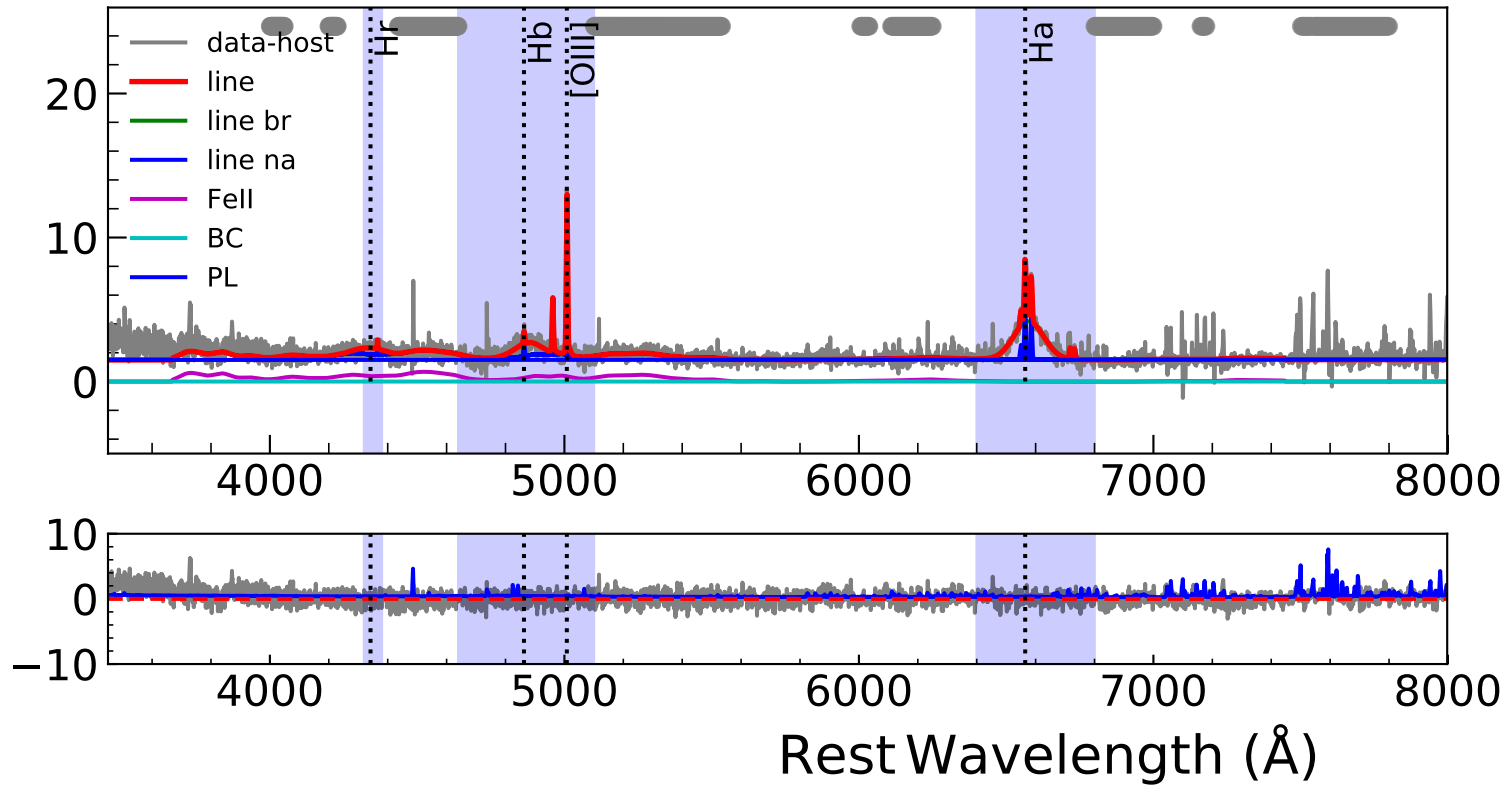 data-host
line
line br
line na
FeII
BC
PL
Hr
Hb
[OIII]
Ha
20
10
0
4000 5000 6000 7000 8000
10
0
−10
4000 5000 6000 7000 8000
Rest Wavelength (Å)